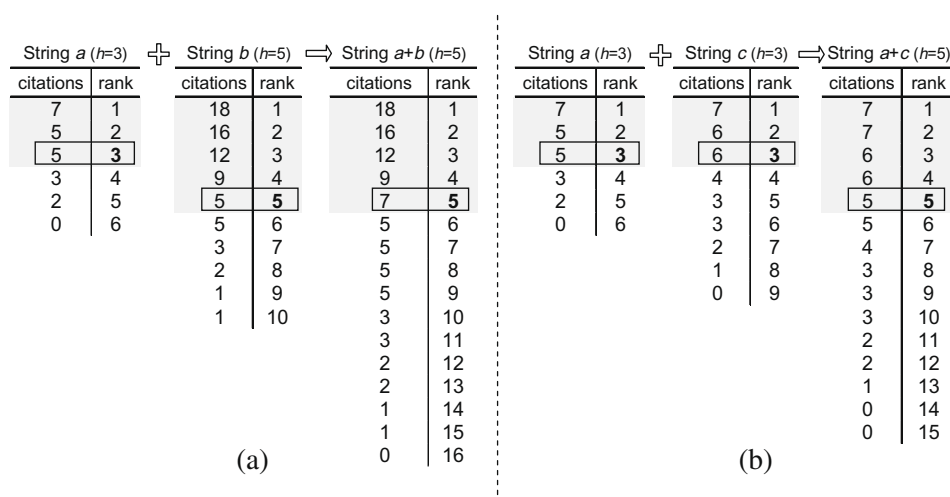 String a (h=3) String b (h=5) String a+b (h=5)
citations rank citations rank citations rank
7 1 18 1 18 1
5 2 16 2 16 2
5 3 12 3 12 3
3 4 9 4 9 4
2 5 5 5 7 5
0 6 5 6 5 6
3 7 5 7
2 8 5 8
1 9 5 9
1 10 3 10
3 11
2 12
2 13
1 14
1 15
0 16
(a)
String a (h=3) String c (h=3) String a+c (h=5)
citations rank citations rank citations rank
7 1 7 1 7 1
5 2 6 2 7 2
5 3 6 3 6 3
3 4 4 4 6 4
2 5 3 5 5 5
0 6 3 6 5 6
2 7 4 7
1 8 3 8
0 9 3 9
3 10
2 11
2 12
1 13
0 14
0 15
(b)